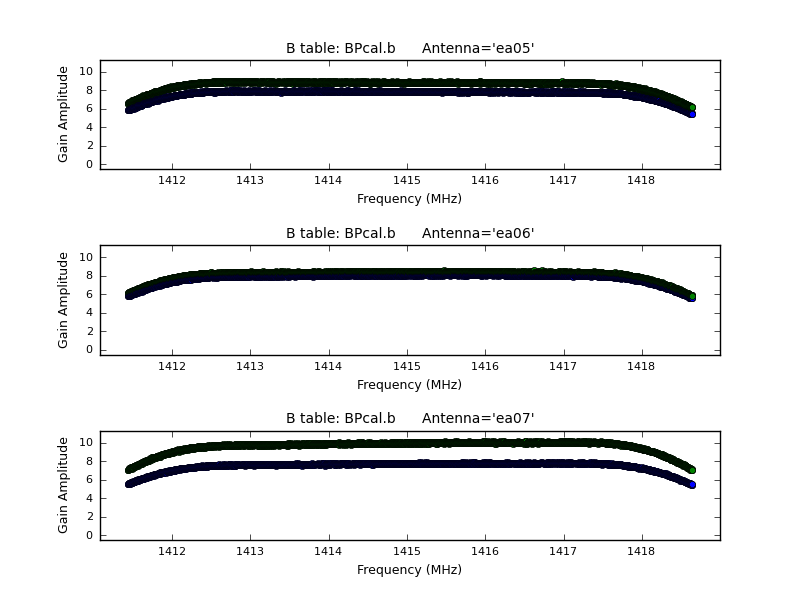 B table: BPcal.b Antenna='ea05'
10
8
6
4
2
0
Gain Amplitude
1412 1413 1414 1415 1416 1417 1418
Frequency (MHz)
B table: BPcal.b Antenna='ea06'
10
8
6
4
2
0
Gain Amplitude
1412 1413 1414 1415 1416 1417 1418
Frequency (MHz)
B table: BPcal.b Antenna='ea07'
10
8
6
4
2
0
Gain Amplitude
1412 1413 1414 1415 1416 1417 1418
Frequency (MHz)